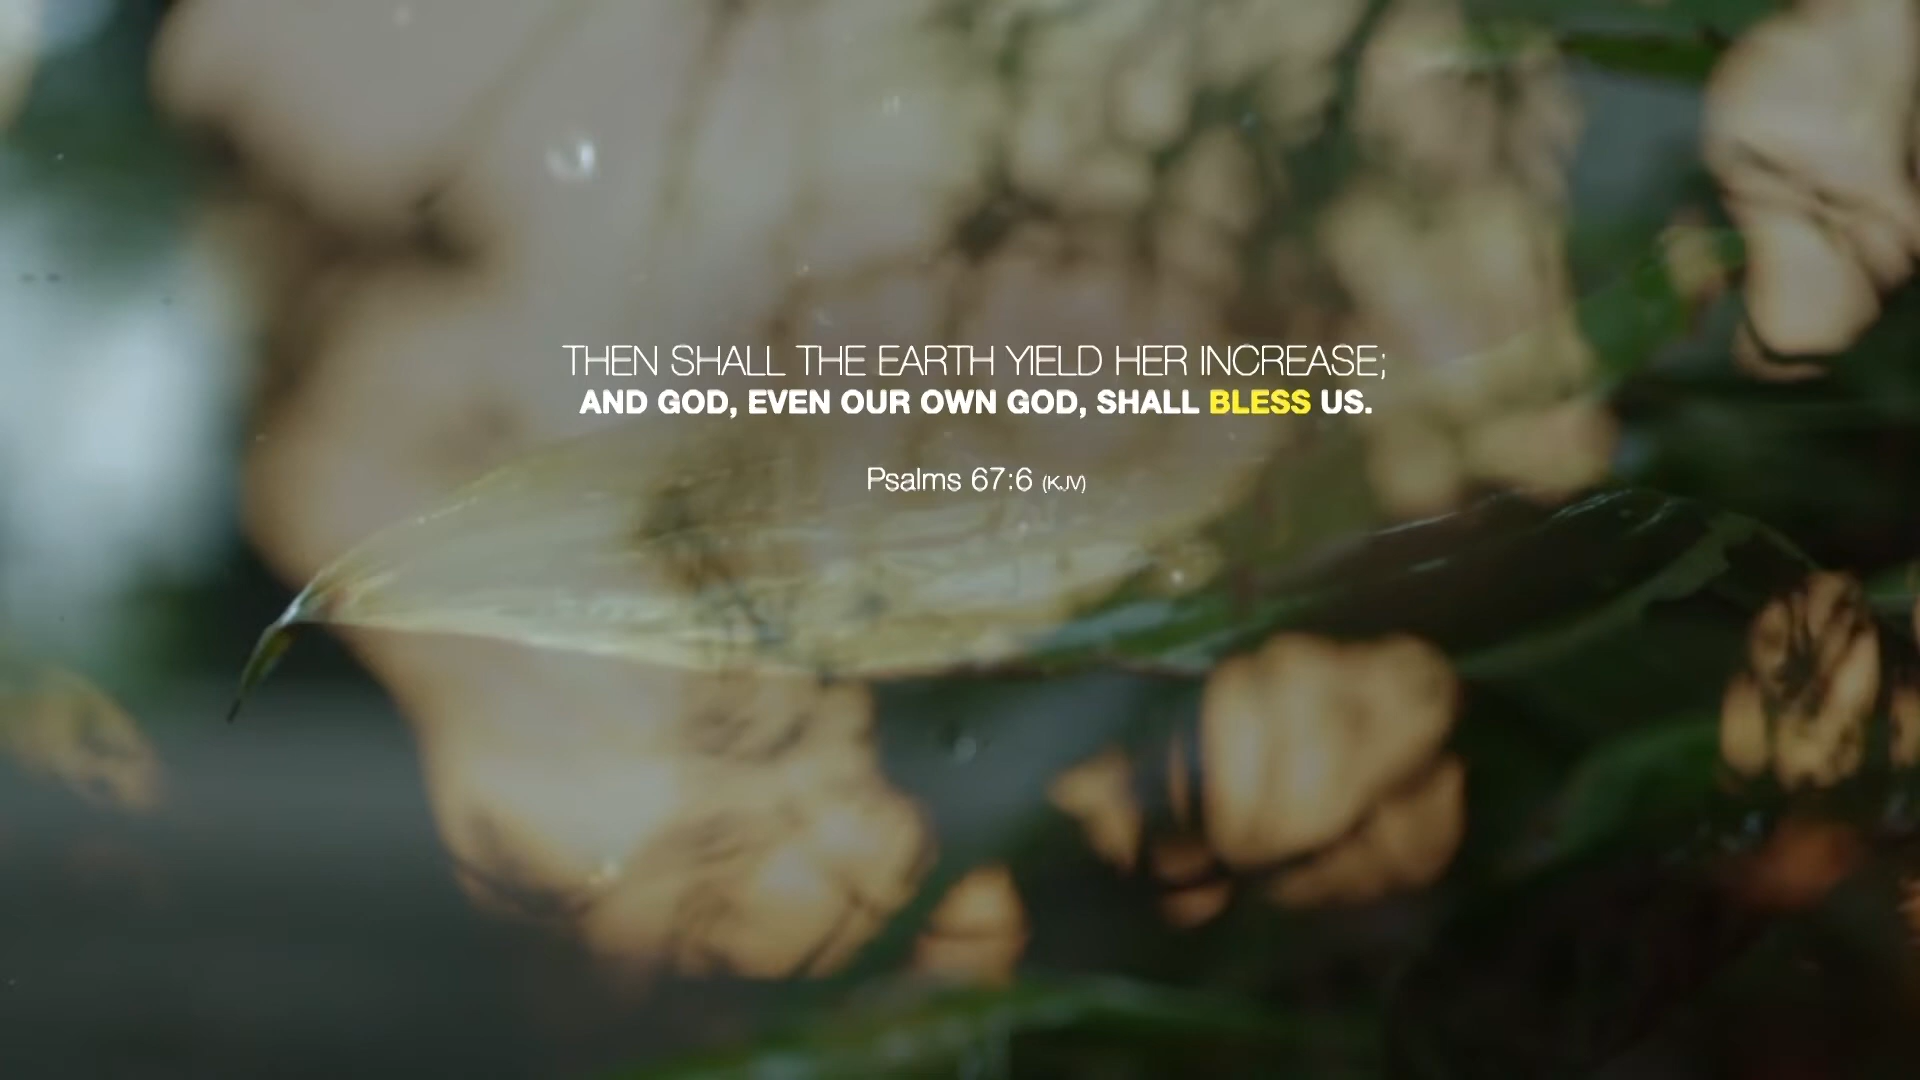 THEN SHALL THE EARTH YIELD HER INCREASE;
AND GOD, EVEN OUR OWN GOD, SHALL BLESS US.
Psalms 67:6 (KJV)